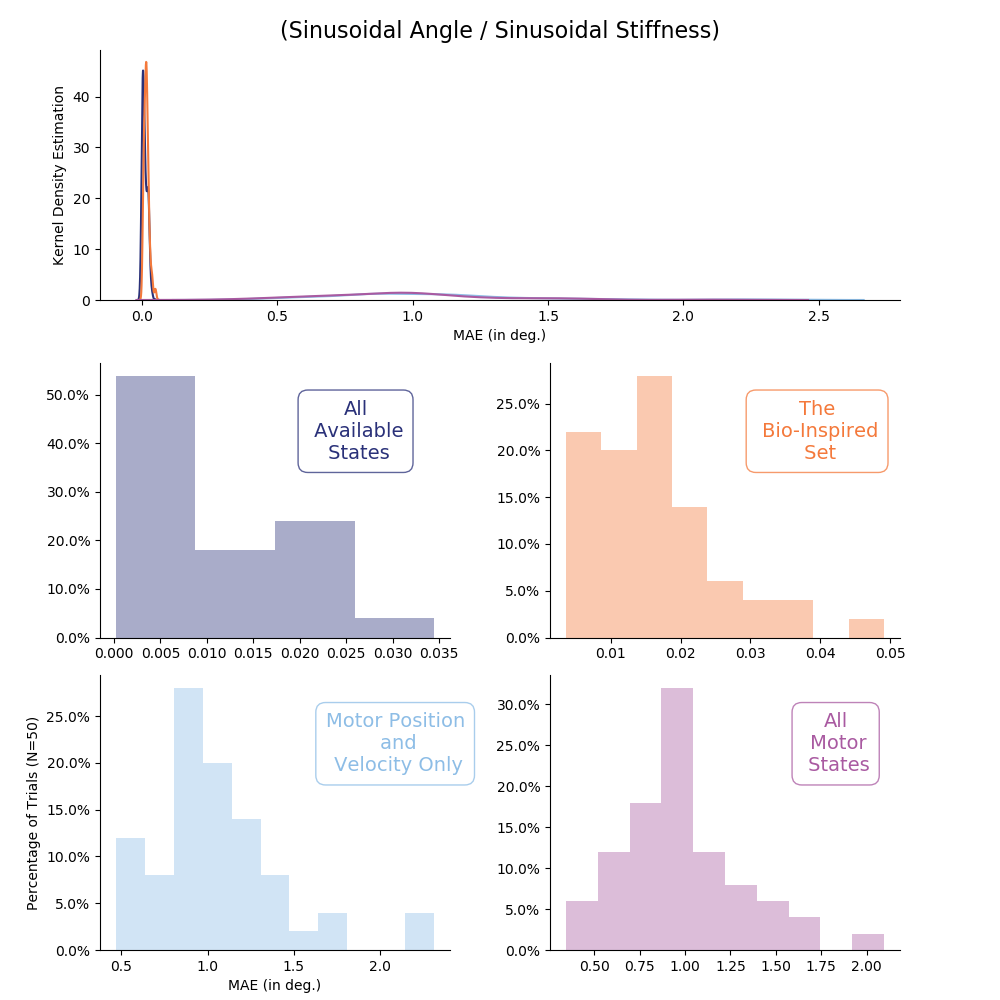 (Sinusoidal Angle / Sinusoidal Stiffness)
Kernel Density Estimation
40
30
20
10
0
0.0 0.5 1.0 1.5 2.0 2.5
MAE (in deg.)
50.0%
40.0%
30.0%
20.0%
10.0%
0.0%
All
Available
States
0.000 0.005 0.010 0.015 0.020 0.025 0.030 0.035
25.0%
20.0%
15.0%
10.0%
5.0%
0.0%
The
Bio-Inspired
Set
0.01 0.02 0.03 0.04 0.05
Percentage of Trials (N=50)
25.0%
20.0%
15.0%
10.0%
5.0%
0.0%
Motor Position
and
Velocity Only
0.5 1.0 1.5 2.0
MAE (in deg.)
30.0%
25.0%
20.0%
15.0%
10.0%
5.0%
0.0%
All
Motor
States
0.50 0.75 1.00 1.25 1.50 1.75 2.00